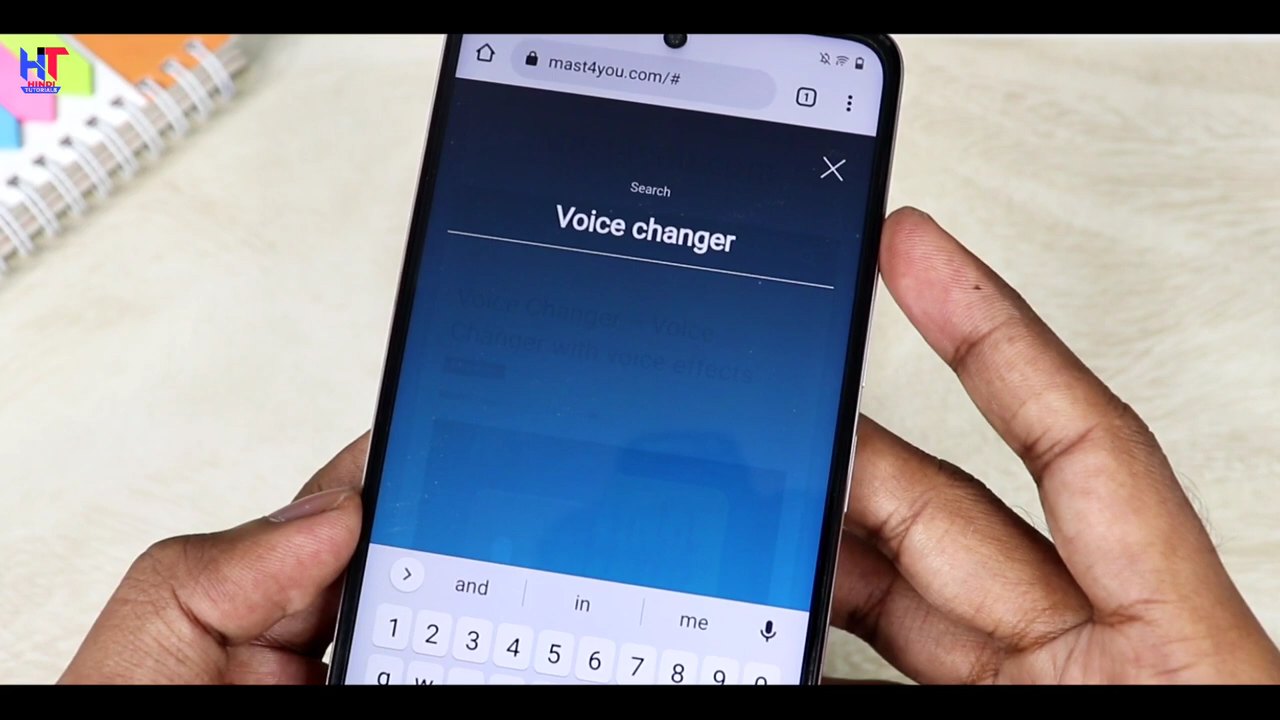 HT
HINDI
TUTORIALS
mast4you.com/#
1
Search
Voice changer
Voice Changer – Voice
Changer with voice effects
and
in
me
1 2 3 4 5 6 7 8 9 0
q w